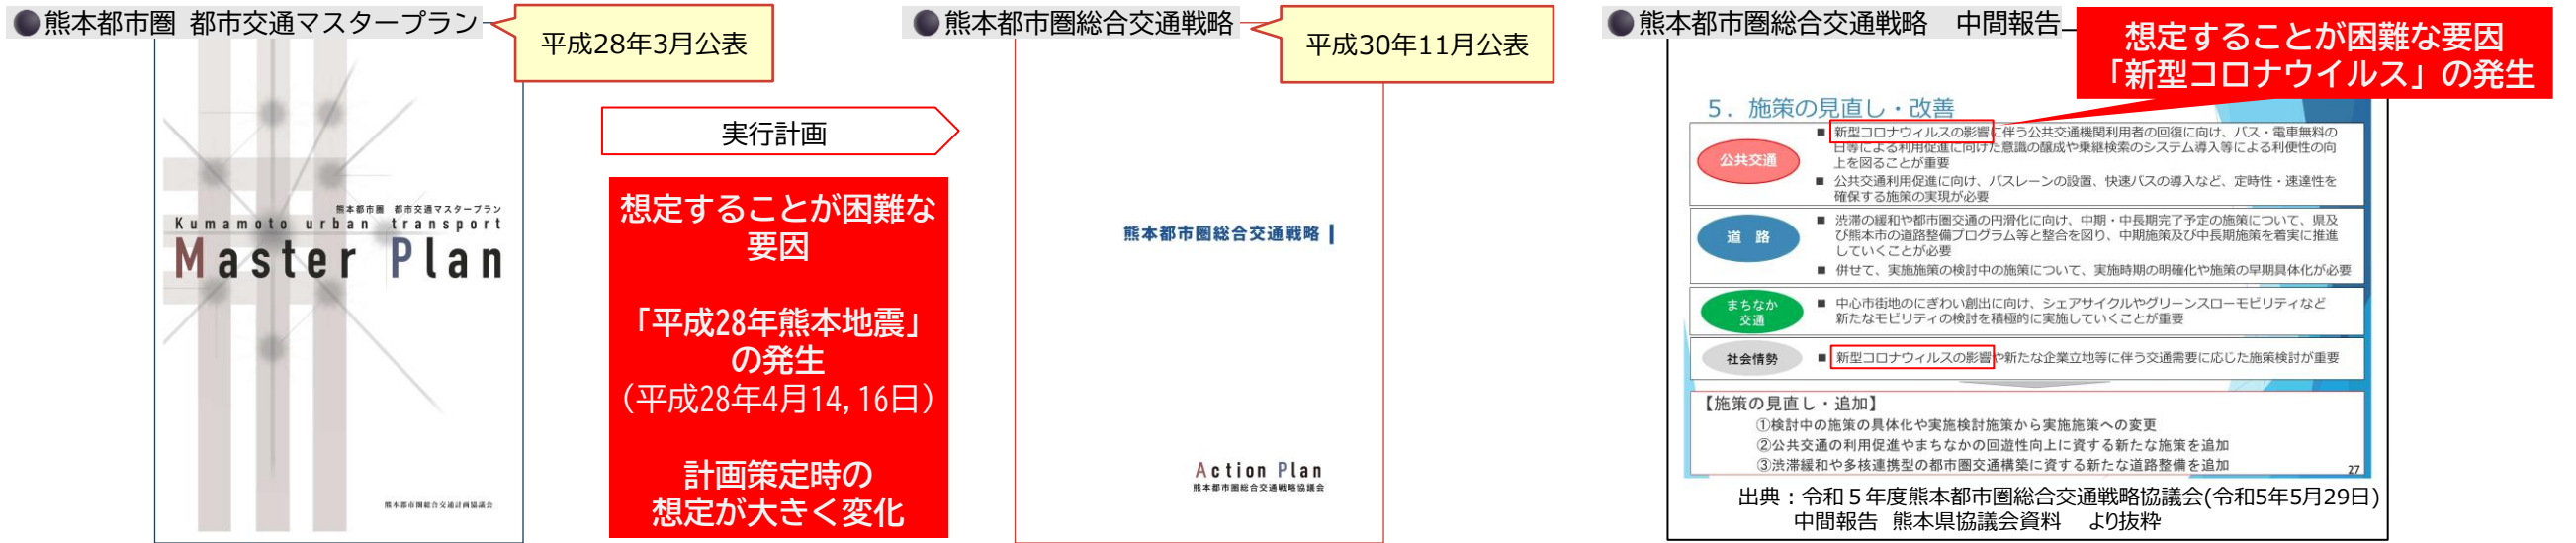 ●熊本都市圏 都市交通マスタープラン
平成28年3月公表
熊本都市圏 都市交通マスタープラン
Kumamoto urban transport
Master Plan
熊本都市圏総合交通計画協議会
実行計画
想定することが困難な
要因
「平成28年熊本地震」
の発生
（平成28年4月14,16日）
計画策定時の
想定が大きく変化
●熊本都市圏総合交通戦略
平成30年11月公表
熊本都市圏総合交通戦略
Action Plan
熊本都市圏総合交通戦略協議会
●熊本都市圏総合交通戦略　中間報告
想定することが困難な要因
「新型コロナウイルス」の発生
５．施策の見直し・改善
公共交通
■ 新型コロナウィルスの影響に伴う公共交通機関利用者の回復に向け、バス・電車無料の
日等による利用促進に向けた意識の醸成や乗継検索のシステム導入等による利便性の向
上を図ることが重要
■ 公共交通利用促進に向け、バスレーンの設置、快速バスの導入など、定時性・速達性を
確保する施策の実現が必要
道　路
■ 渋滞の緩和や都市圏交通の円滑化に向け、中期・中長期完了予定の施策について、県及
び熊本市の道路整備プログラム等と整合を図り、中期施策及び中長期施策を着実に推進
していくことが必要
■ 併せて、実施施策の検討中の施策について、実施時期の明確化や施策の早期具体化が必要
まちなか
交通
■ 中心市街地のにぎわい創出に向け、シェアサイクルやグリーンスローモビリティなど
新たなモビリティの検討を積極的に実施していくことが重要
社会情勢
■ 新型コロナウィルスの影響や新たな企業立地等に伴う交通需要に応じた施策検討が重要
【施策の見直し・追加】
①検討中の施策の具体化や実施検討施策から実施施策への変更
②公共交通の利用促進やまちなかの回遊性向上に資する新たな施策を追加
③渋滞緩和や多核連携型の都市圏交通構築に資する新たな道路整備を追加
27
出典：令和５年度熊本都市圏総合交通戦略協議会(令和5年5月29日)
中間報告 熊本県協議会資料　より抜粋